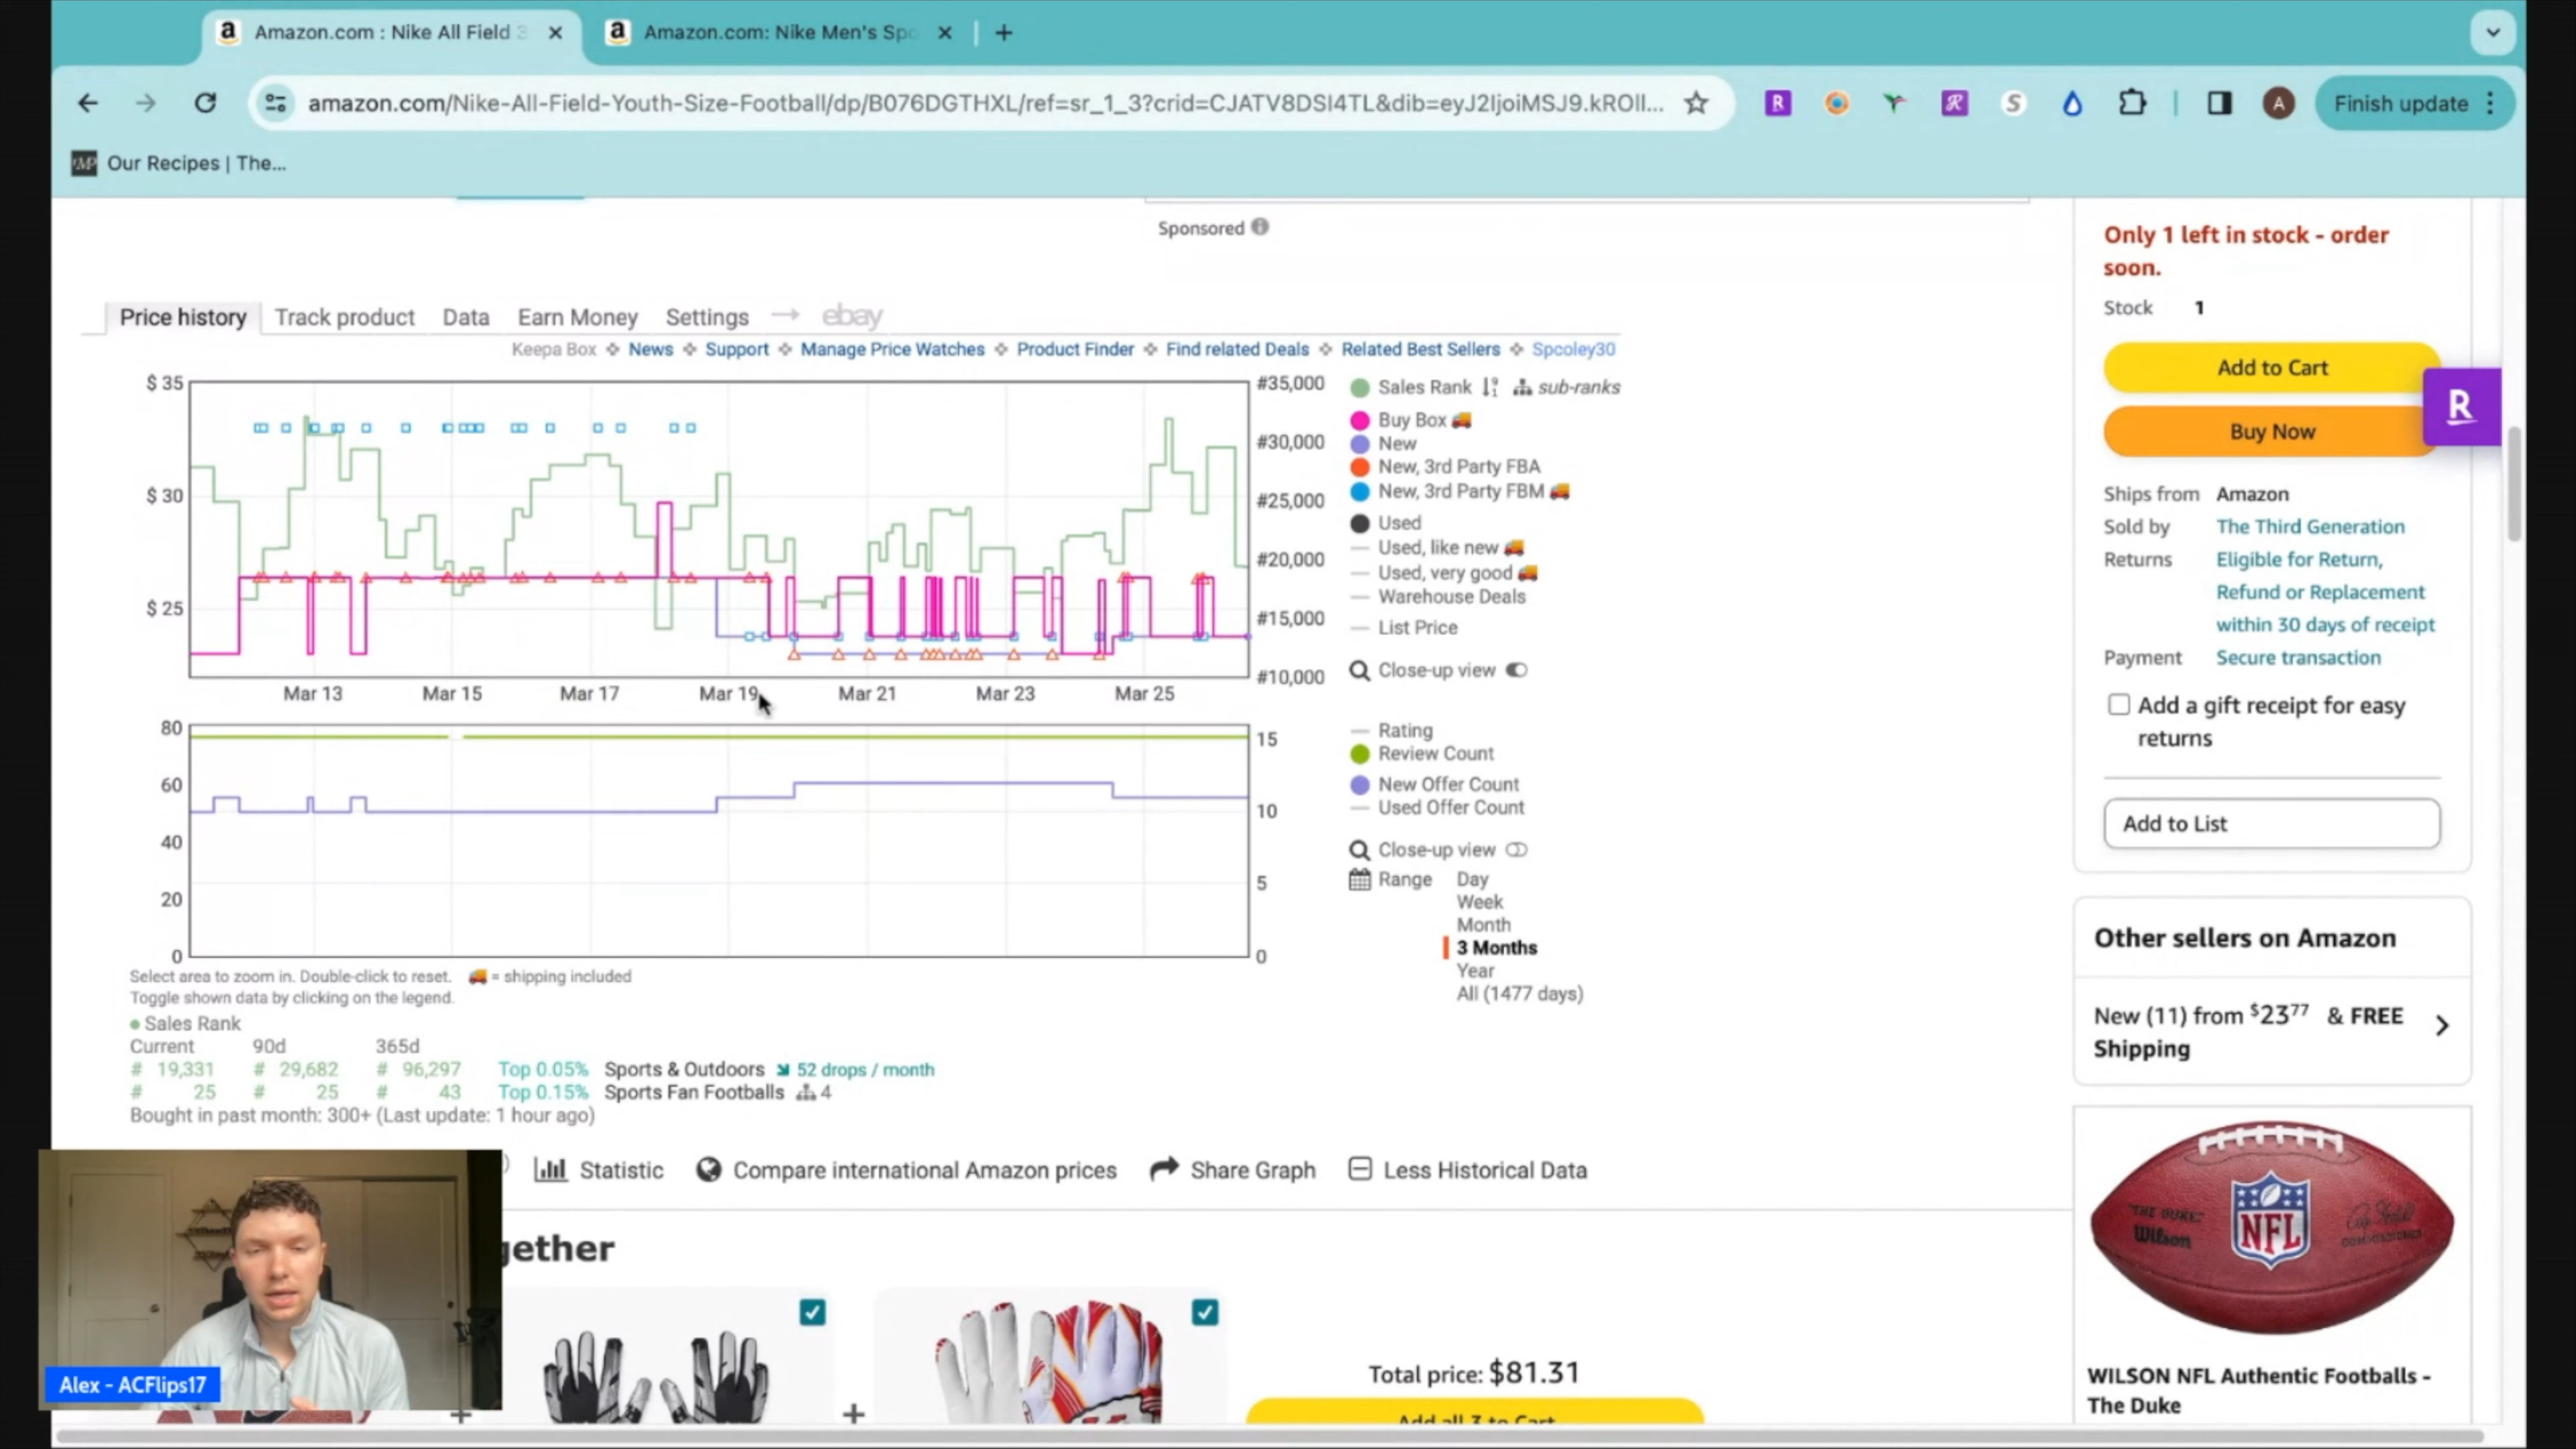 Amazon.com : Nike All Field 3
Amazon.com: Nike Men's Spo
amazon.com/Nike-All-Field-Youth-Size-Football/dp/B076DGTHXL/ref=sr_1_3?crid=CJATV8DSI4TL&dib=eyJ2IjoiMSJ9.kROII...
R
S
A
Finish update
Our Recipes | The...
Sponsored
Only 1 left in stock - order
soon.
Stock 1
Add to Cart
Buy Now
R
Ships from Amazon
Sold by The Third Generation
Returns Eligible for Return,
Refund or Replacement
within 30 days of receipt
Payment Secure transaction
Add a gift receipt for easy
returns
Add to List
Other sellers on Amazon
New (11) from $23.77 & FREE
Shipping
"THE DUKE"
Wilson
NFL
WILSON NFL Authentic Footballs -
The Duke
Price history Track product Data Earn Money Settings ebay
Keepa Box News Support Manage Price Watches Product Finder Find related Deals Related Best Sellers Spcoley30
$ 35
$ 30
$ 25
#35,000
#30,000
#25,000
#20,000
#15,000
#10,000
Mar 13 Mar 15 Mar 17 Mar 19 Mar 21 Mar 23 Mar 25
Sales Rank sub-ranks
Buy Box
New
New, 3rd Party FBA
New, 3rd Party FBM
Used
Used, like new
Used, very good
Warehouse Deals
List Price
Close-up view
80
60
40
20
0
15
10
5
0
Rating
Review Count
New Offer Count
Used Offer Count
Close-up view
Range Day
Week
Month
3 Months
Year
All (1477 days)
Select area to zoom in. Double-click to reset. = shipping included
Toggle shown data by clicking on the legend.
Sales Rank
Current 90d 365d
# 19,331 # 29,682 # 96,297 Top 0.05% Sports & Outdoors 52 drops / month
# 25 # 25 # 43 Top 0.15% Sports Fan Footballs 4
Bought in past month: 300+ (Last update: 1 hour ago)
Statistic Compare international Amazon prices Share Graph Less Historical Data
gether
Total price: $81.31
Add all 3 to Cart
Alex - ACFlips17